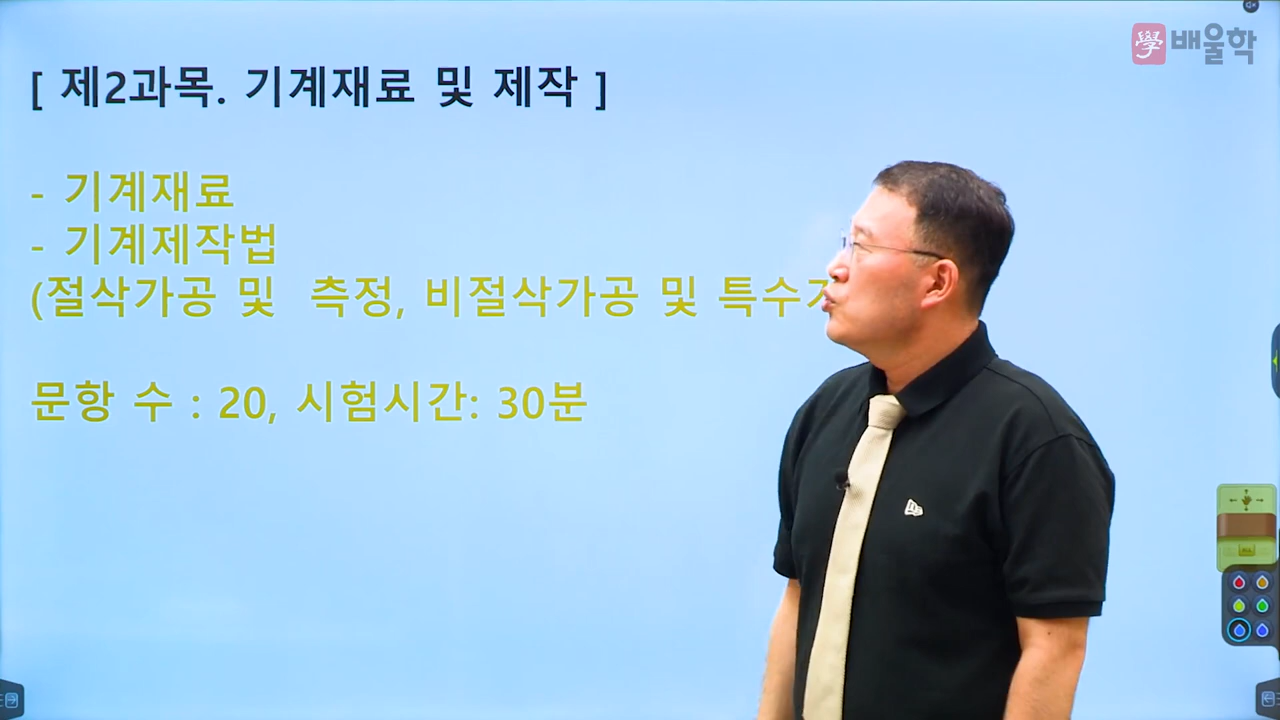 學 배울학
[ 제2과목. 기계재료 및 제작 ]
- 기계재료
- 기계제작법
(절삭가공 및 측정, 비절삭가공 및
문항 수 : 20, 시험시간: 30분